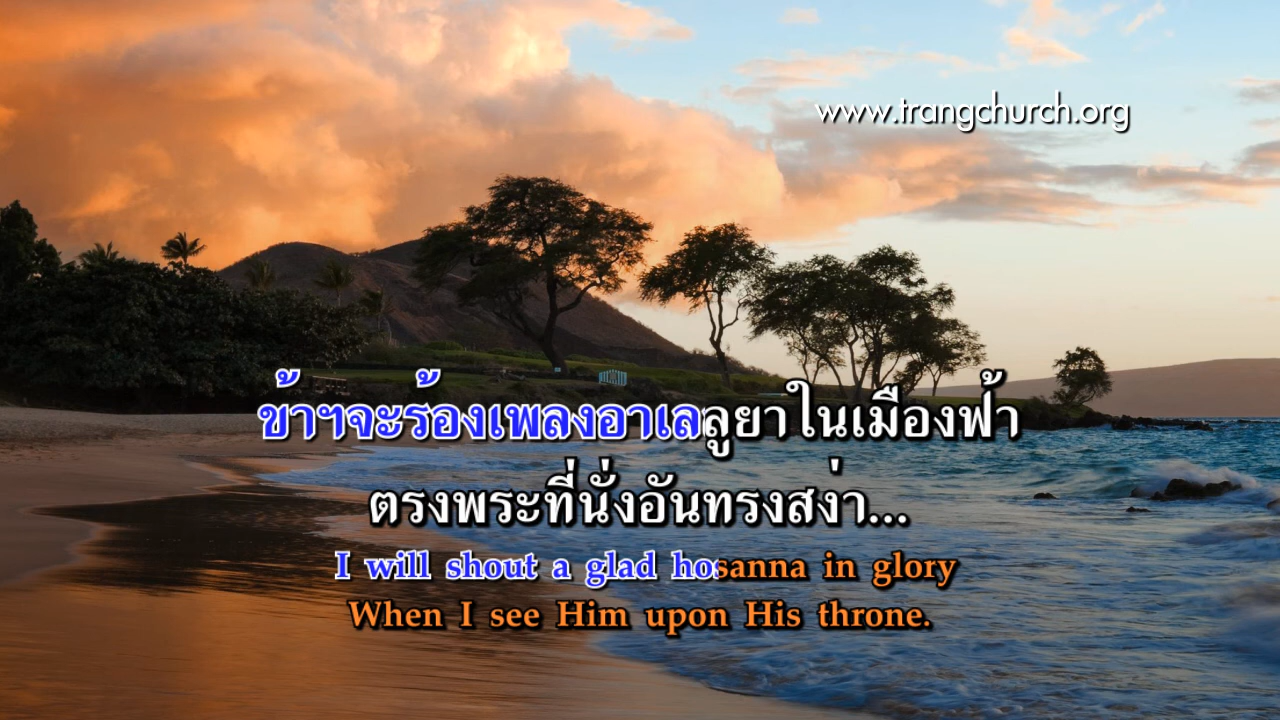 www.trangchurch.org
ข้าฯจะร้องเพลงอาเลลูยาในเมืองฟ้า
ตรงพระที่นั่งอันทรงสง่า...
I will shout a glad hosanna in glory
When I see Him upon His throne.